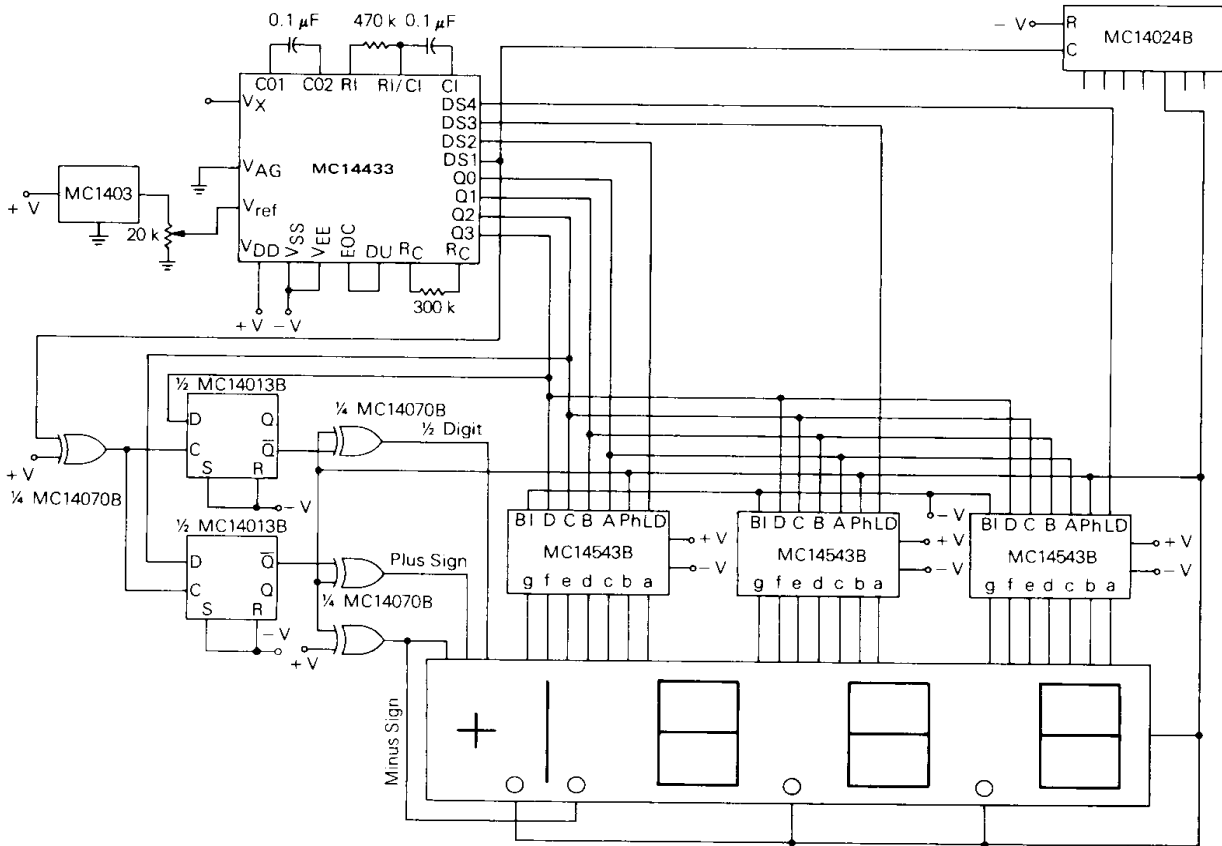 0.1 µF 470 k 0.1 µF
CO1 CO2 RI RI/CI CI
VX
VAG
Vref
VDD
VSS
VEE
EOC
DU
RC
RC
MC14433
DS4
DS3
DS2
DS1
Q0
Q1
Q2
Q3
– V
R
C
MC14024B
MC1403
+ V
20 k
300 k
+ V – V
½ MC14013B
D Q
C Q̅
S R
– V
+ V
¼ MC14070B
¼ MC14070B
½ Digit
½ MC14013B
D Q̅
C Q
S R
– V
Plus Sign
¼ MC14070B
+ V
Minus Sign
BI D C B A Ph LD
MC14543B
g f e d c b a
+ V
– V
BI D C B A Ph LD
MC14543B
g f e d c b a
+ V
– V
– V
BI D C B A Ph LD
MC14543B
g f e d c b a
+ V
– V